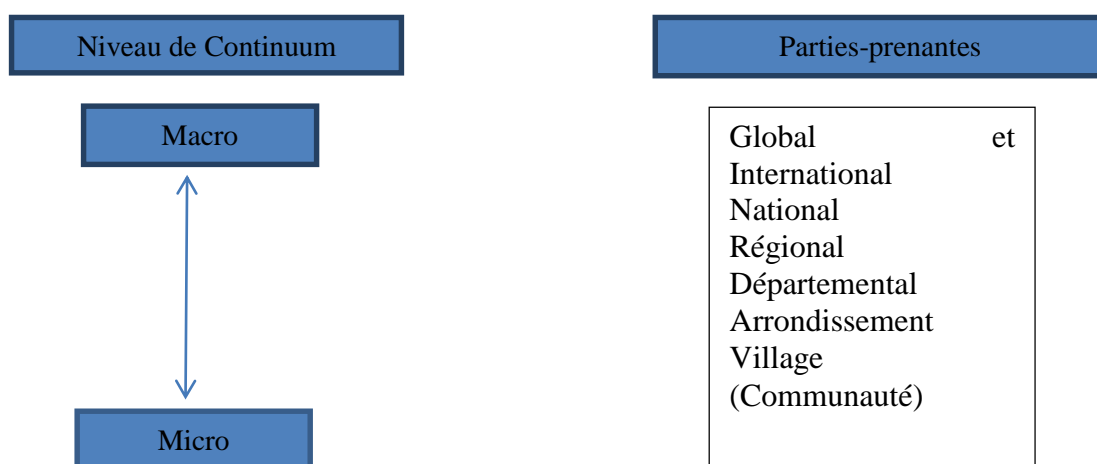 Niveau de Continuum
Parties-prenantes
Macro
Global et
International
National
Régional
Départemental
Arrondissement
Village
(Communauté)
Micro